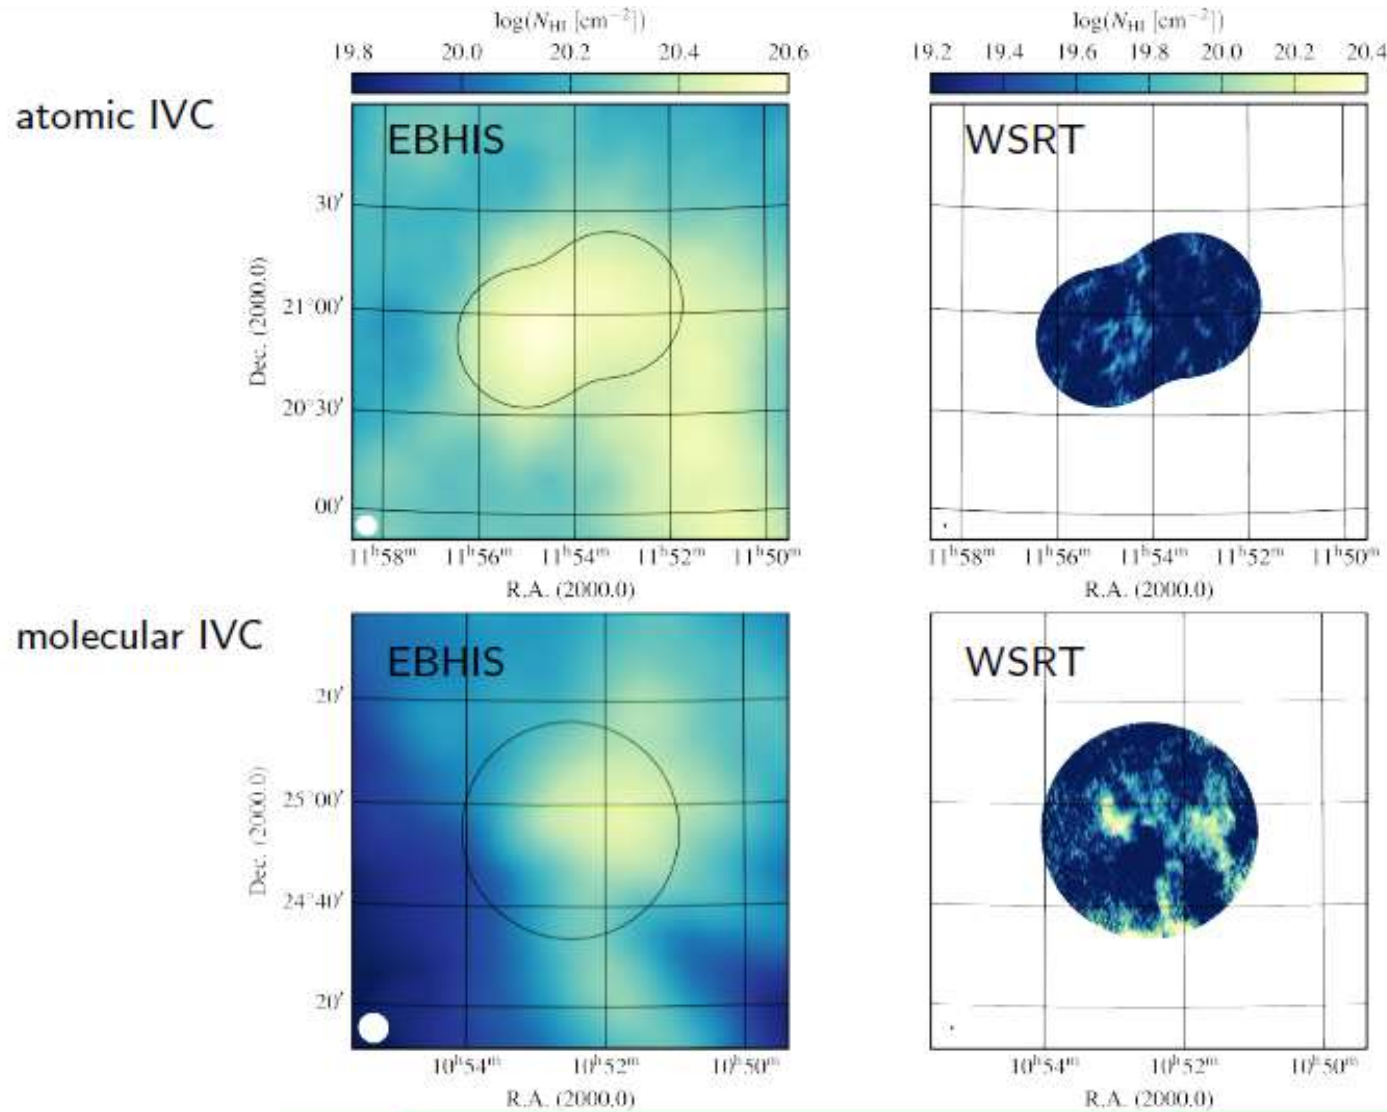 log(N_HI [cm⁻²]) log(N_HI [cm⁻²])
19.8 20.0 20.2 20.4 20.6 19.2 19.4 19.6 19.8 20.0 20.2 20.4
atomic IVC
EBHIS WSRT
30′
Dec. (2000.0)
21°00′
20°30′
00′
11ʰ58ᵐ 11ʰ56ᵐ 11ʰ54ᵐ 11ʰ52ᵐ 11ʰ50ᵐ 11ʰ58ᵐ 11ʰ56ᵐ 11ʰ54ᵐ 11ʰ52ᵐ 11ʰ50ᵐ
R.A. (2000.0) R.A. (2000.0)
molecular IVC
EBHIS WSRT
20′
Dec. (2000.0)
25°00′
24°40′
20′
10ʰ54ᵐ 10ʰ52ᵐ 10ʰ50ᵐ 10ʰ54ᵐ 10ʰ52ᵐ 10ʰ50ᵐ
R.A. (2000.0) R.A. (2000.0)